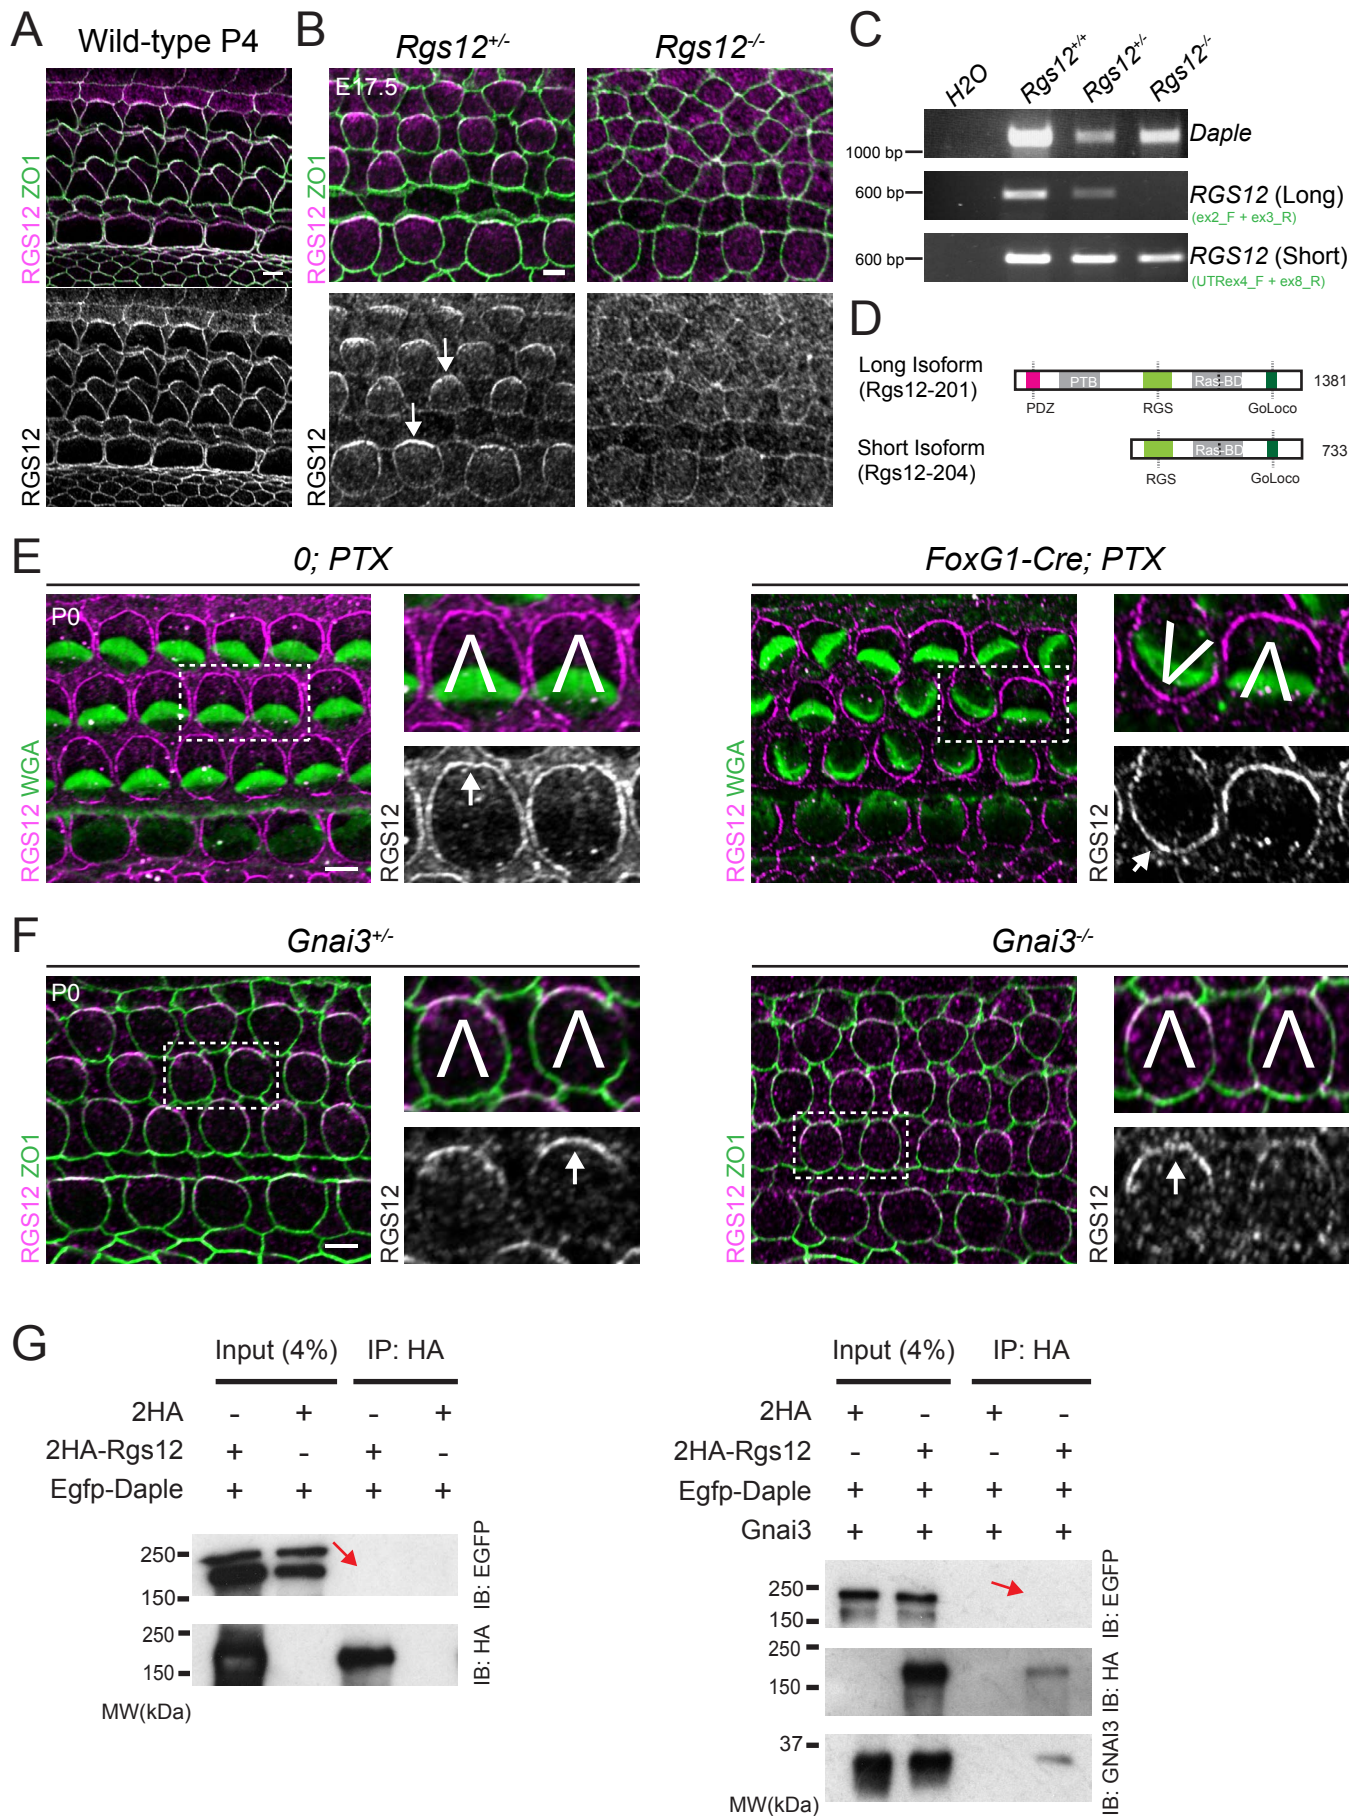 A
Wild-type P4
RGS12 ZO1
RGS12
B
Rgs12+/-
Rgs12-/-
E17.5
RGS12 ZO1
RGS12
C
H2O
Rgs12+/+
Rgs12+/-
Rgs12-/-
1000 bp
Daple
600 bp
RGS12 (Long)
(ex2_F + ex3_R)
600 bp
RGS12 (Short)
(UTRex4_F + ex8_R)
D
Long Isoform
(Rgs12-201)
PTB
Ras-BD
1381
PDZ
RGS
GoLoco
Short Isoform
(Rgs12-204)
Ras-BD
733
RGS
GoLoco
E
0; PTX
P0
RGS12 WGA
RGS12
FoxG1-Cre; PTX
RGS12 WGA
RGS12
F
Gnai3+/-
P0
RGS12 ZO1
RGS12
Gnai3-/-
RGS12 ZO1
RGS12
G
Input (4%) IP: HA
2HA - + - +
2HA-Rgs12 + - + -
Egfp-Daple + + + +
250
150
IB: EGFP
250
150
IB: HA
MW(kDa)
Input (4%) IP: HA
2HA + - + -
2HA-Rgs12 - + - +
Egfp-Daple + + + +
Gnai3 + + + +
250
150
IB: EGFP
250
150
IB: HA
37
IB: GNAI3
MW(kDa)